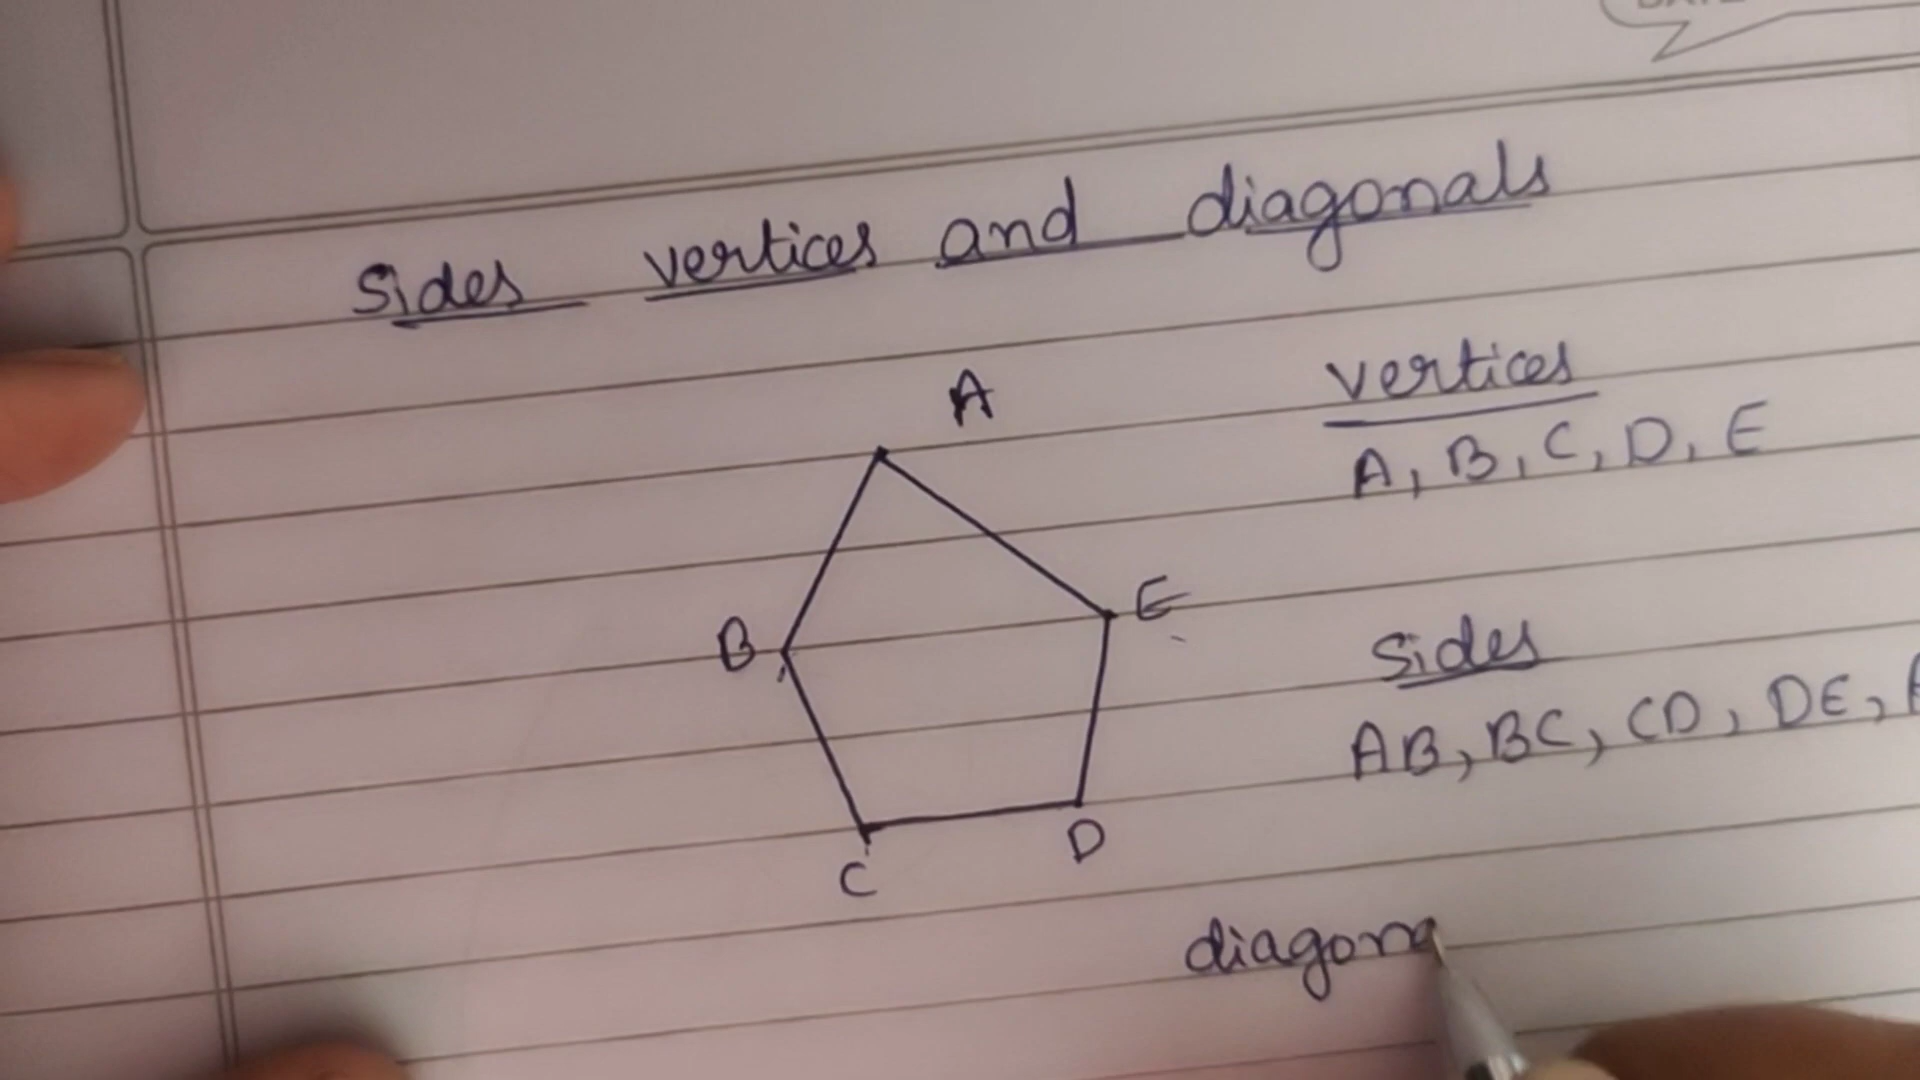 Sides vertices and diagonals
A
vertices
A, B, C, D, E
B
E
Sides
AB, BC, CD, DE,
C
D
diagona